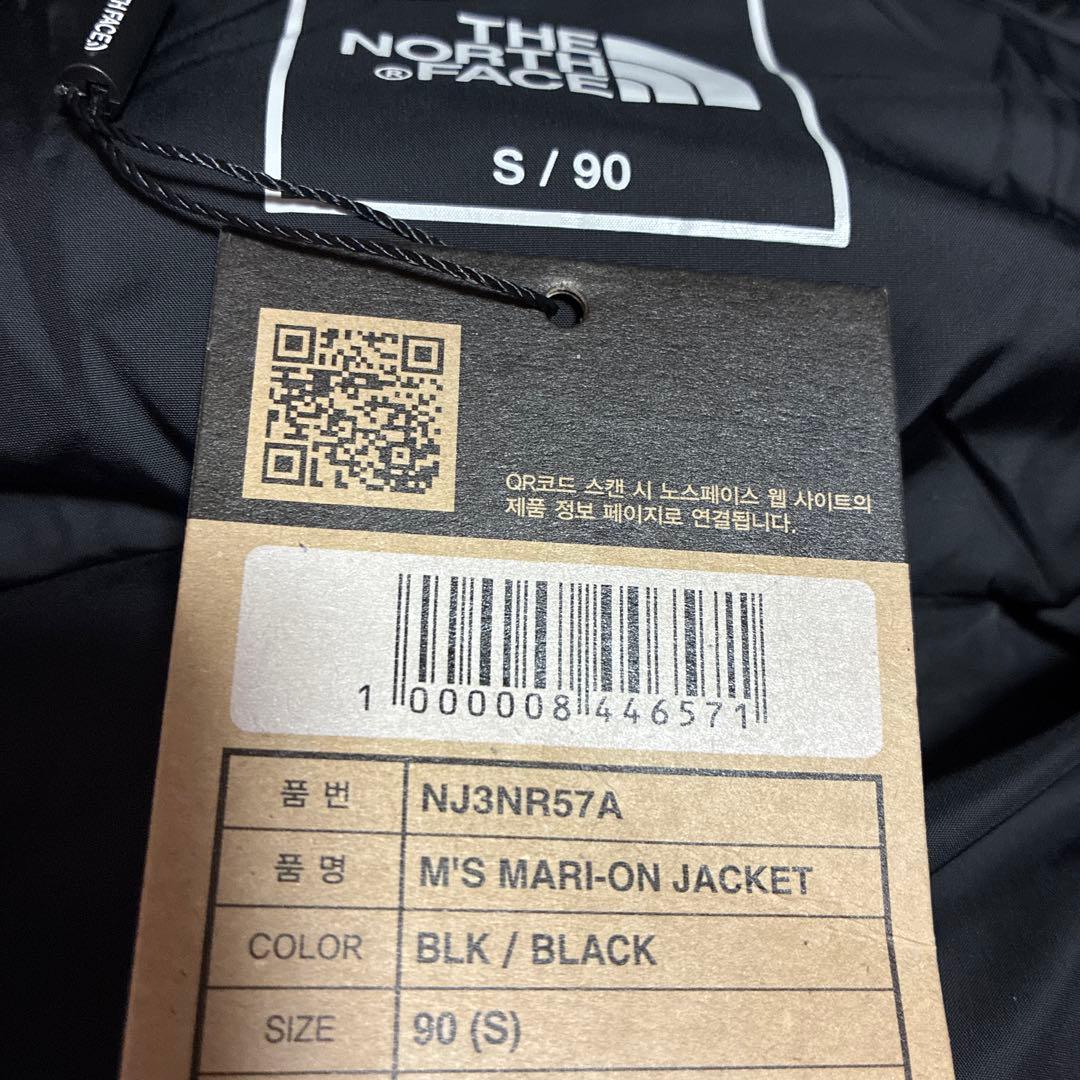 TH FACE
THE
NORTH
®FACE
S / 90
QR코드 스캔 시 노스페이스 웹 사이트의
제품 정보 페이지로 연결됩니다.
1 000008 446571
품 번 NJ3NR57A
품 명 M'S MARI-ON JACKET
COLOR BLK / BLACK
SIZE 90 (S)